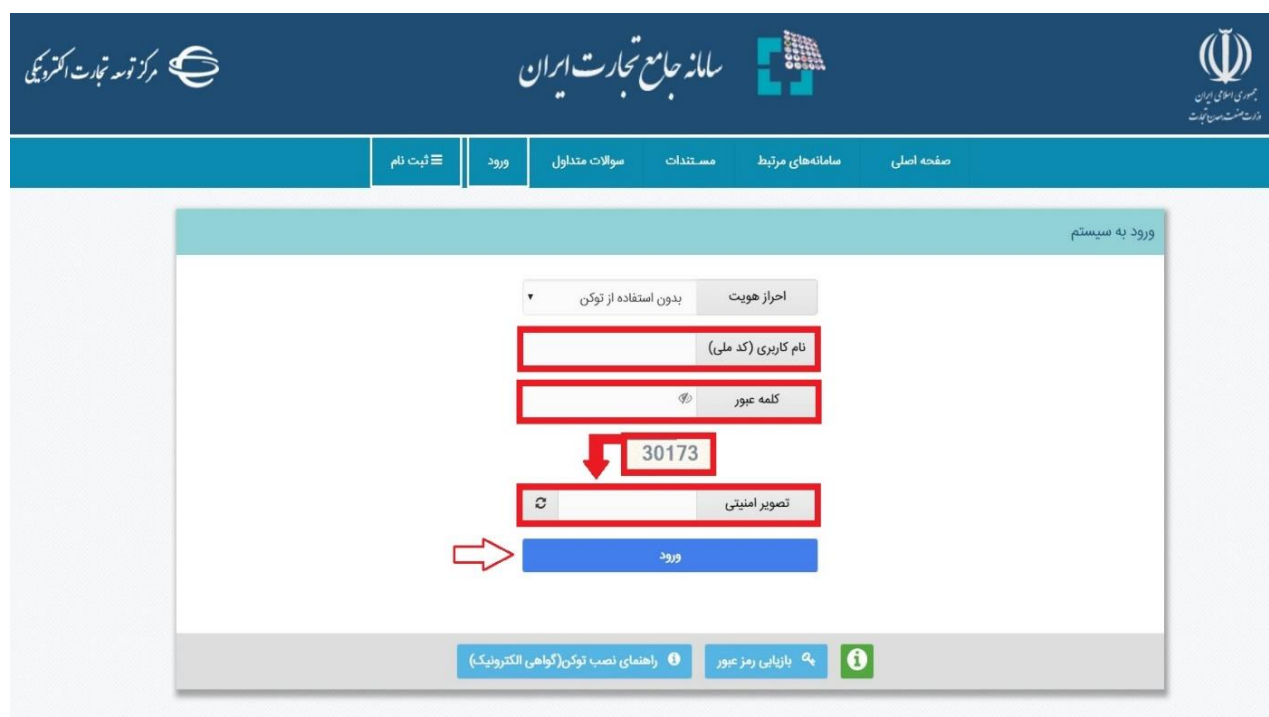 جمهوری اسلامی ایران
وزارت صنعت، معدن و تجارت
سامانه جامع تجارت ایران
مرکز توسعه تجارت الکترونیکی
صفحه اصلی
سامانه‌های مرتبط
مستندات
سوالات متداول
ورود
ثبت نام
ورود به سیستم
احراز هویت
بدون استفاده از توکن
نام کاربری (کد ملی)
کلمه عبور
30173
تصویر امنیتی
ورود
بازیابی رمز عبور
راهنمای نصب توکن(گواهی الکترونیک)